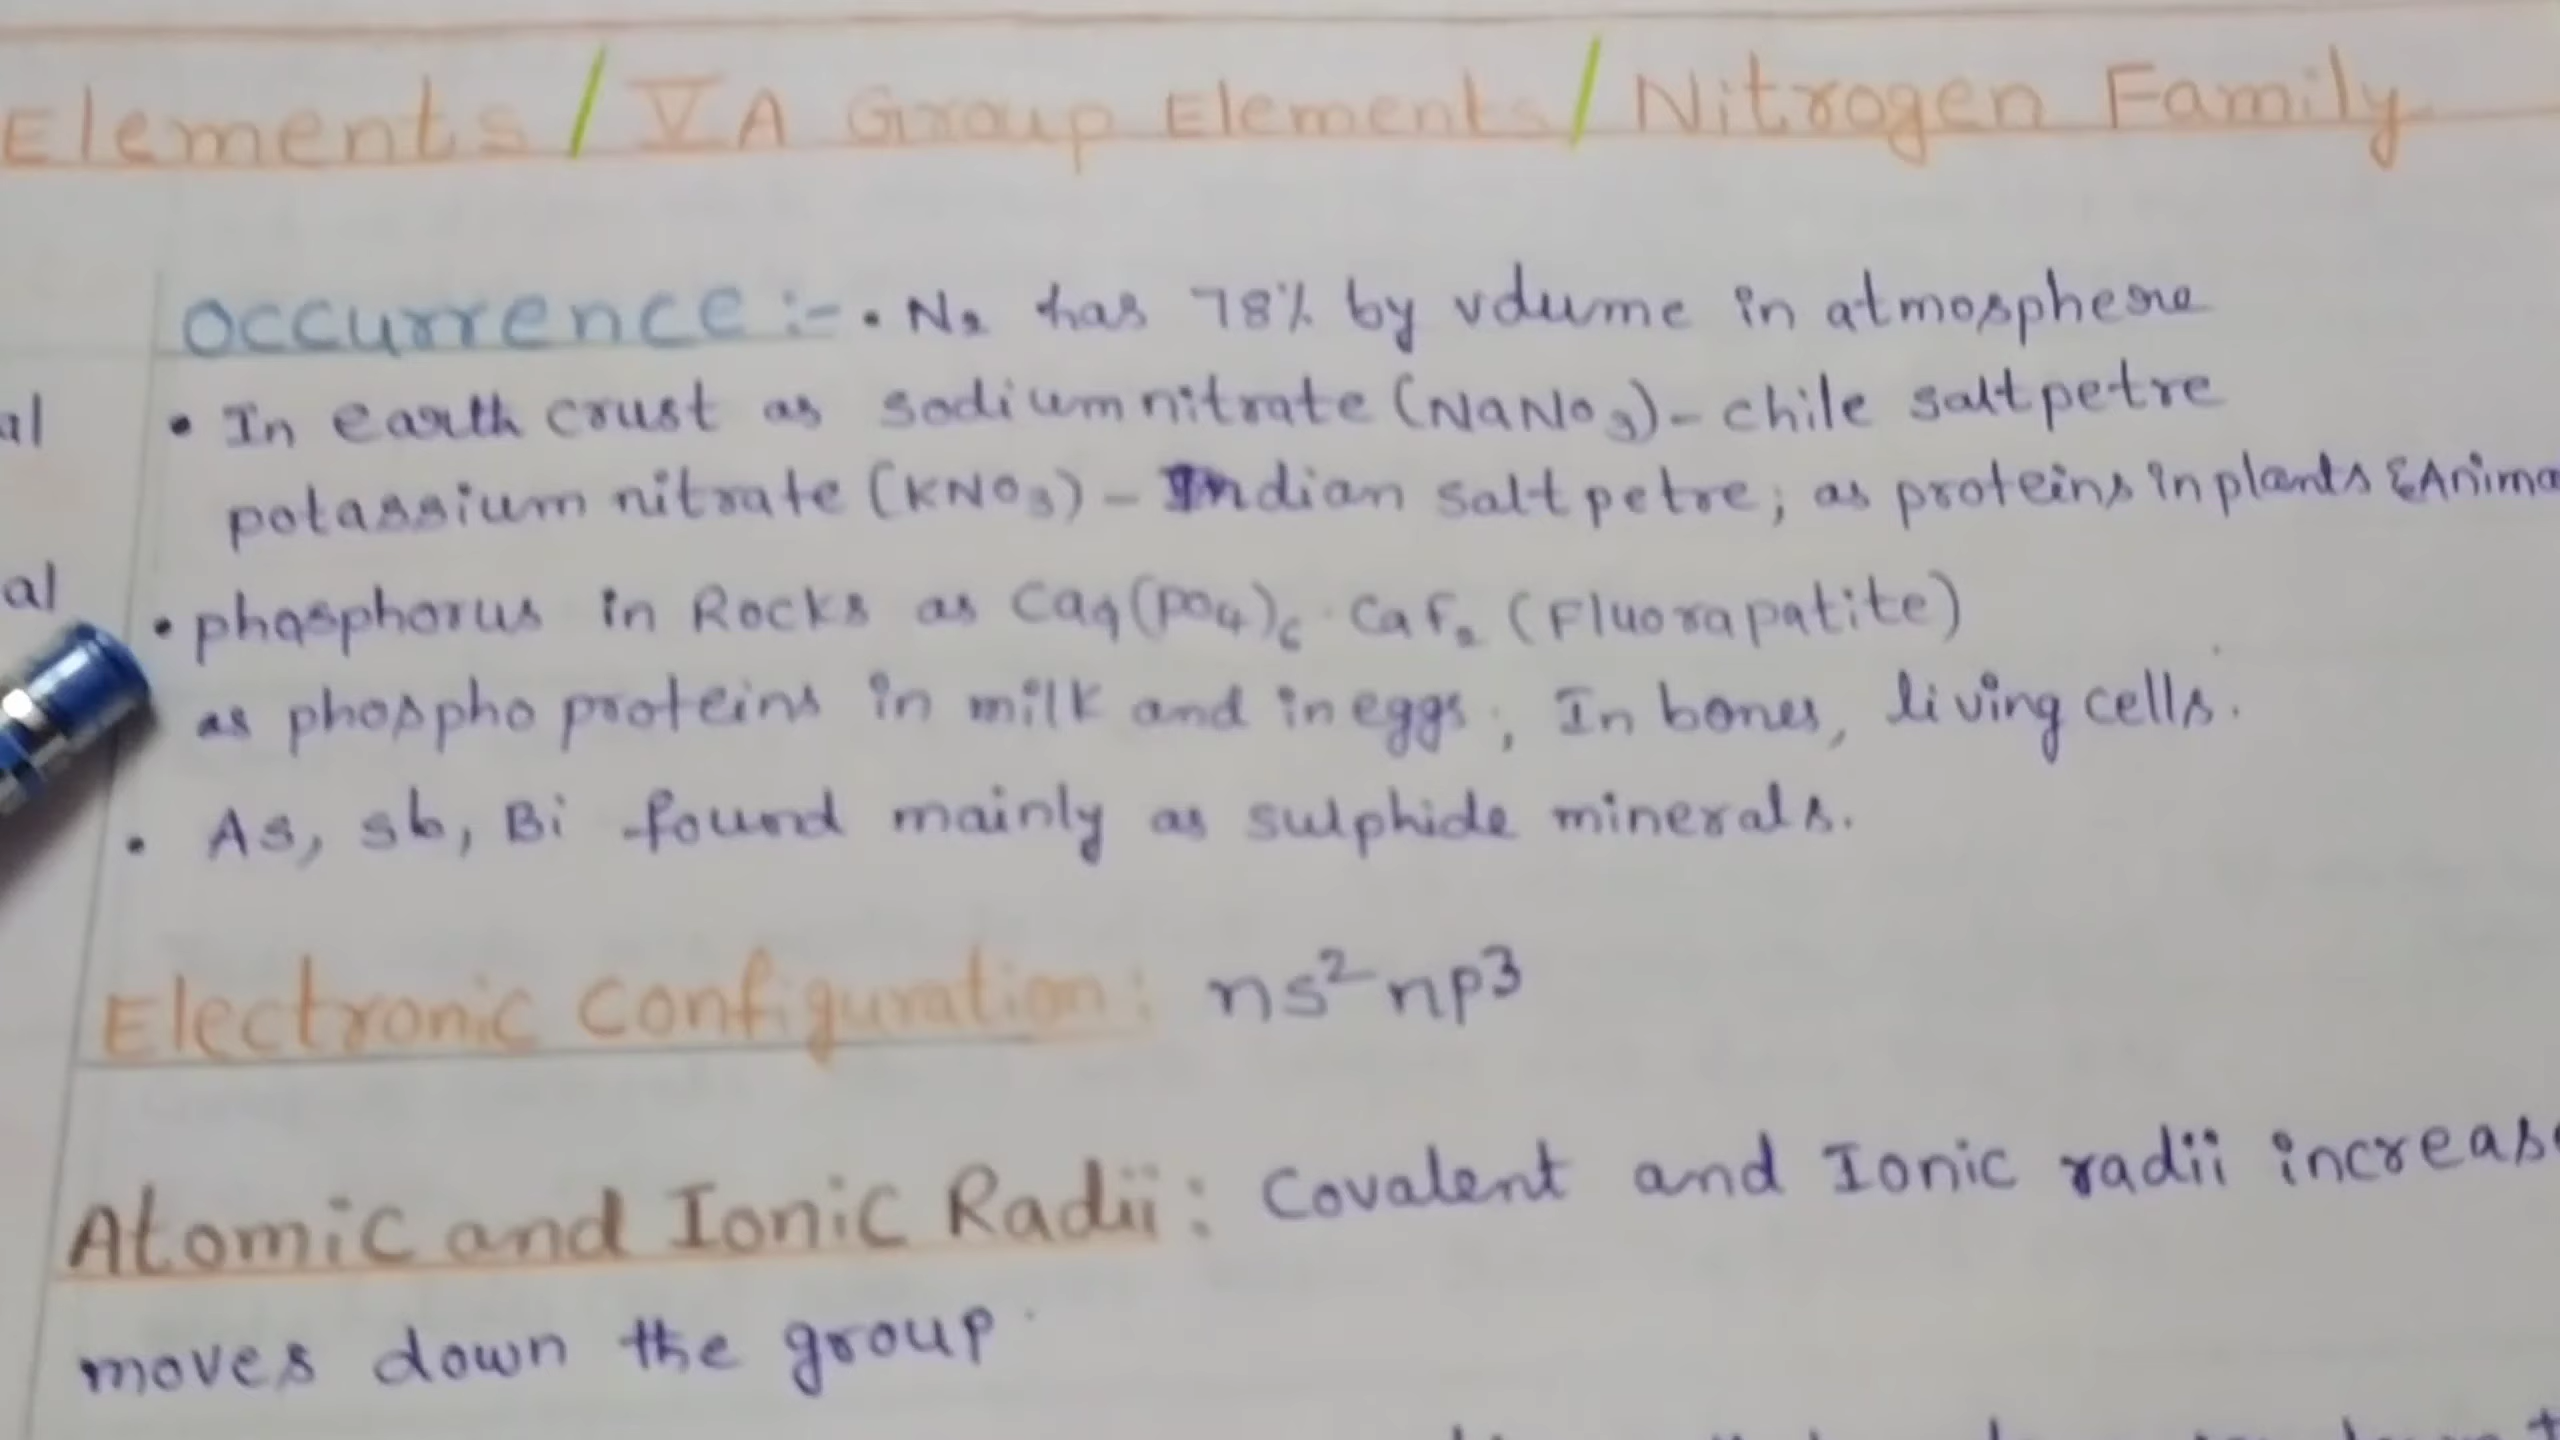 Elements / VA Group Elements / Nitrogen Family
Occurrence :- • N₂ has 78% by volume in atmosphere
al • In earth crust as sodium nitrate (NaNO₃) - chile saltpetre
potassium nitrate (KNO₃) - Indian saltpetre; as proteins in plants & Anima
al • phosphorus in Rocks as Ca9(PO₄)₆ CaF₂ (Fluorapatite)
as phospho proteins in milk and in eggs; In bones, living cells.
• As, Sb, Bi found mainly as sulphide minerals.
Electronic Configuration: ns² np³
Atomic and Ionic Radii: Covalent and Ionic radii increase
moves down the group.